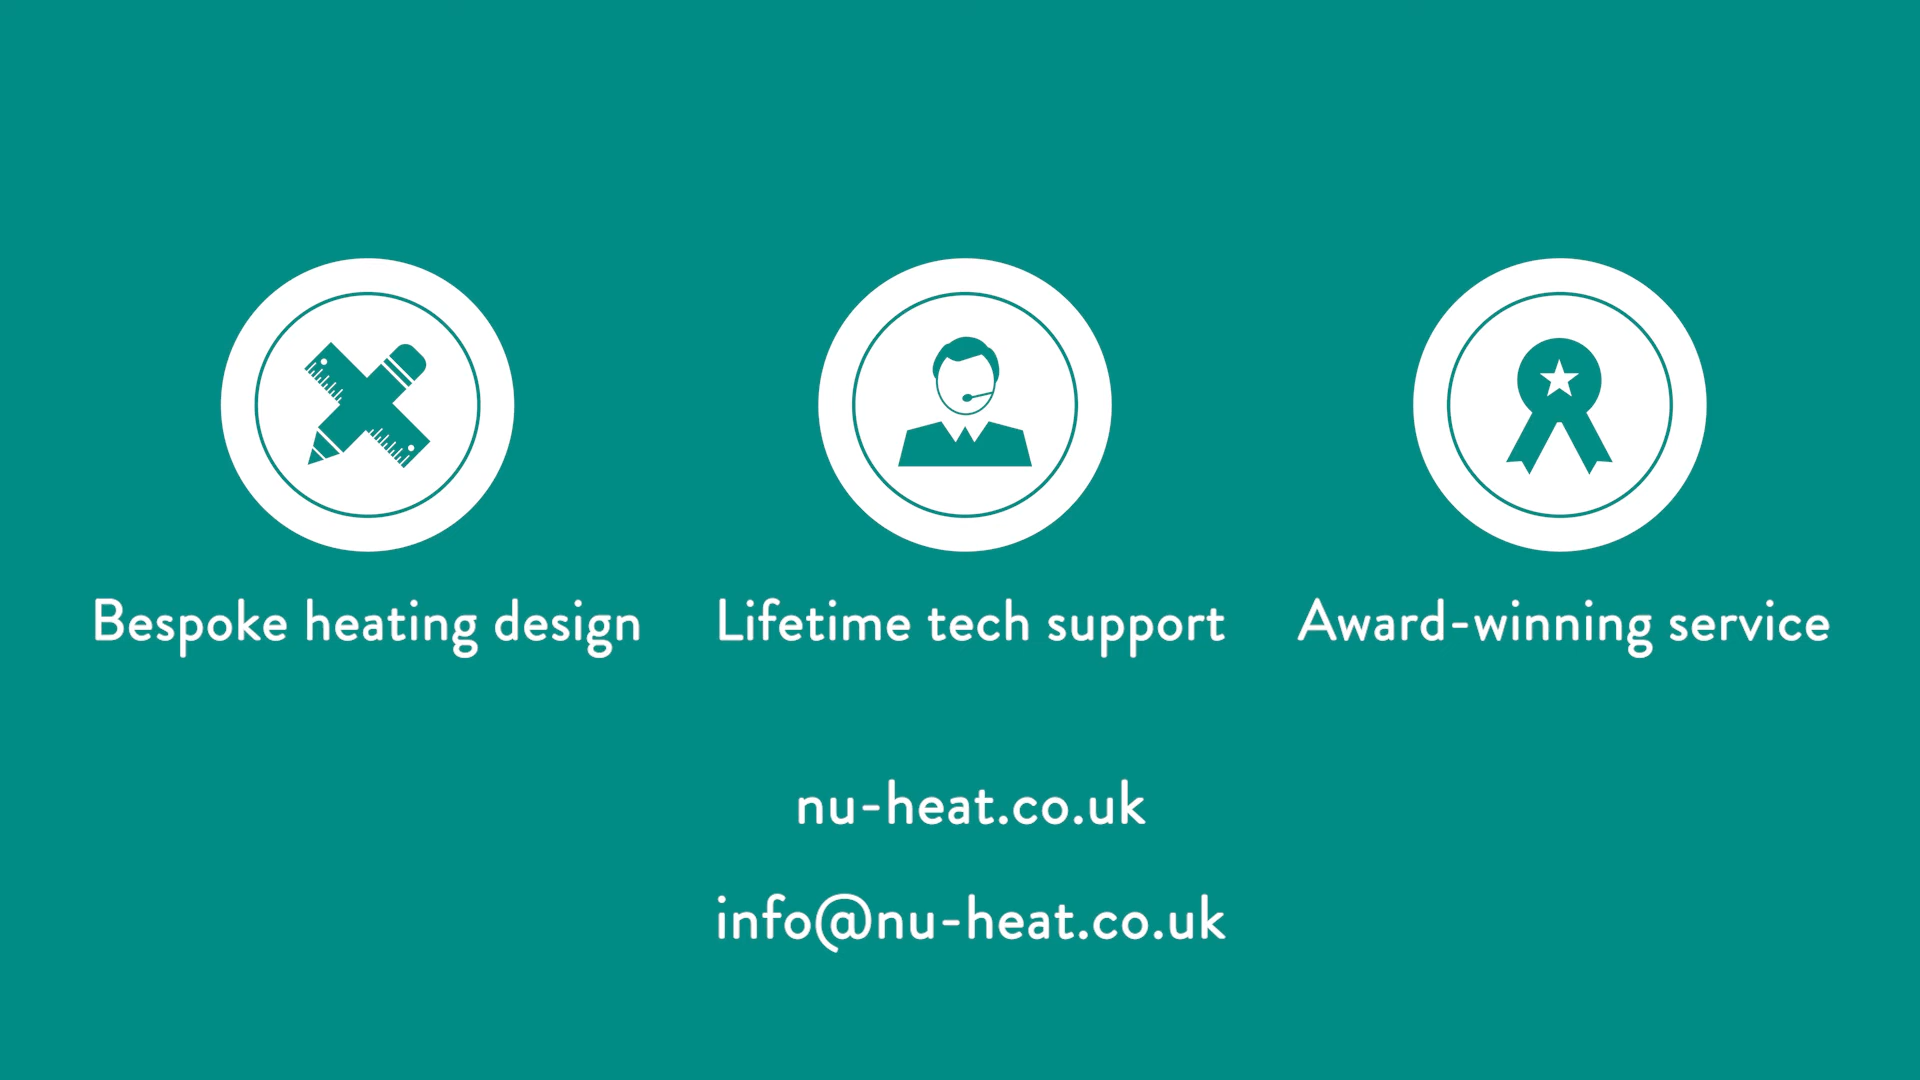 Bespoke heating design
Lifetime tech support
Award-winning service
nu-heat.co.uk
info@nu-heat.co.uk